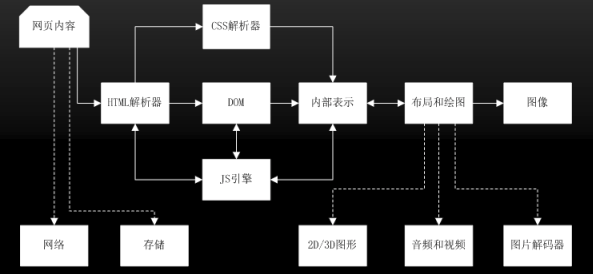 网页内容
CSS解析器
HTML解析器
DOM
内部表示
布局和绘图
图像
JS引擎
网络
存储
2D/3D图形
音频和视频
图片解码器